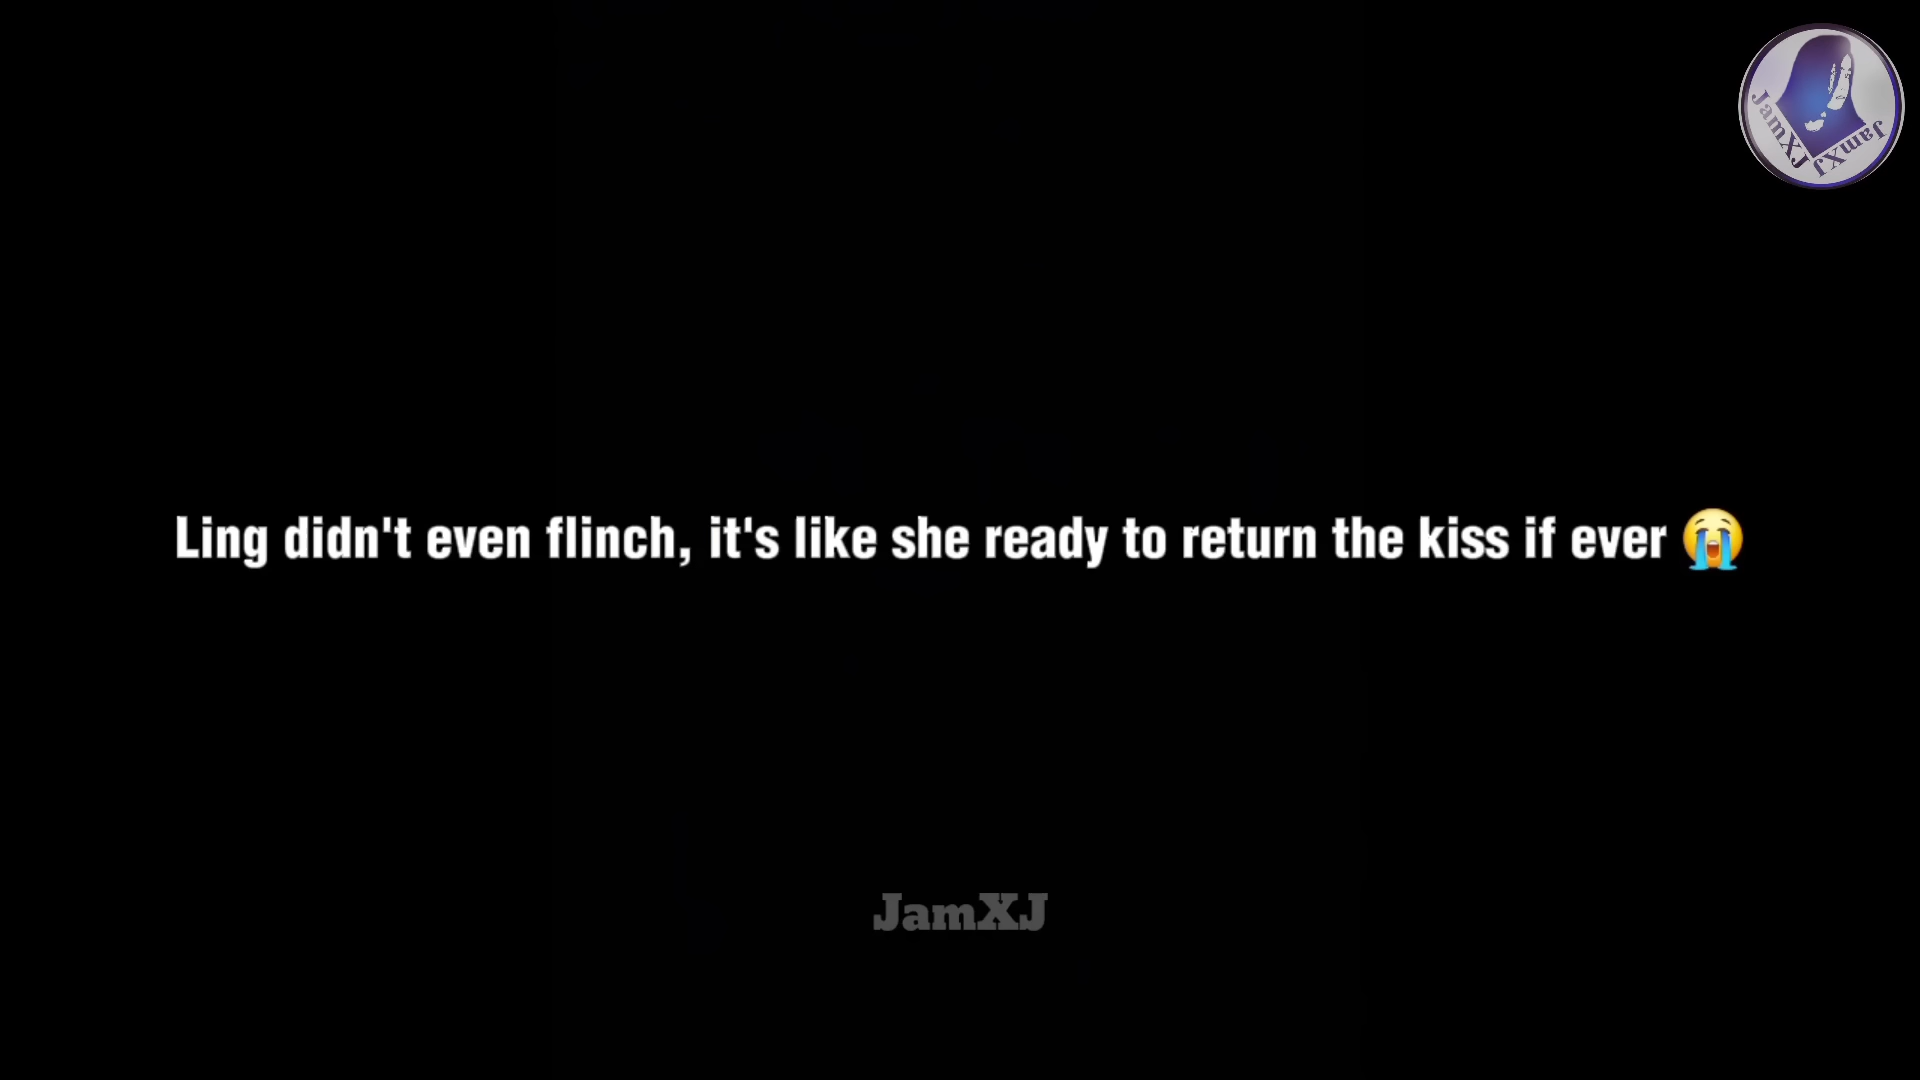 JamXJ JamXJ
Ling didn't even flinch, it's like she ready to return the kiss if ever 😭
JamXJ